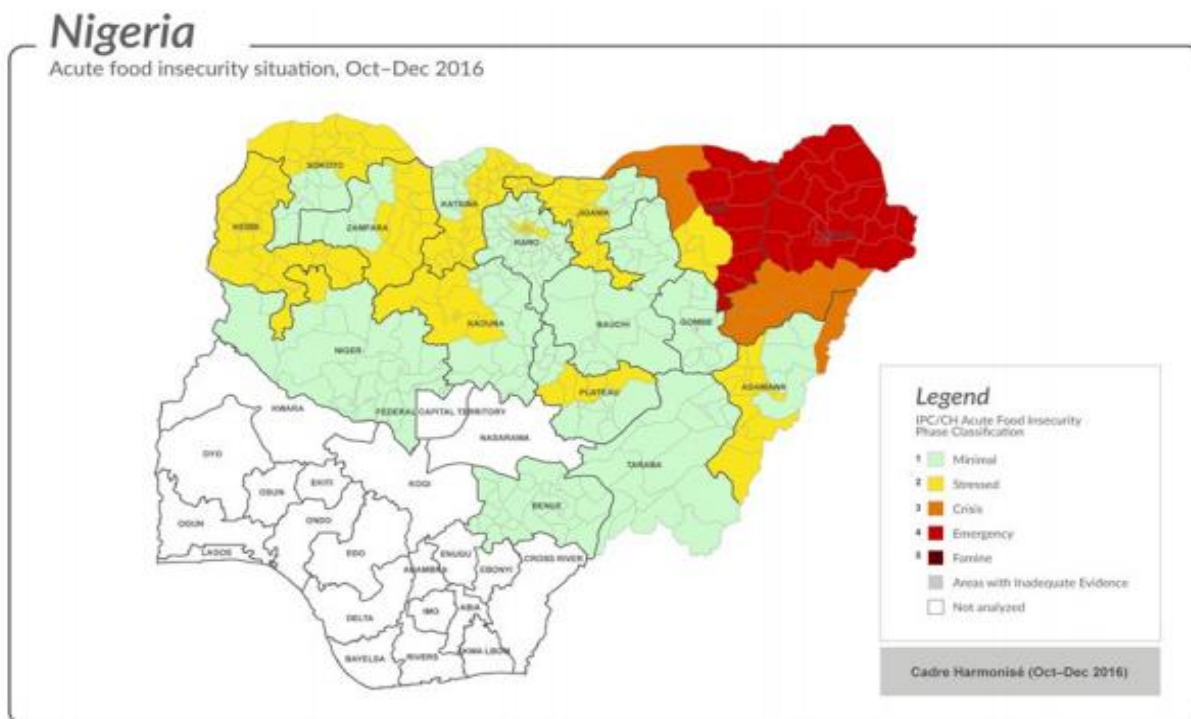 Nigeria
Acute food insecurity situation, Oct–Dec 2016
SOKOTO
KEBBI
ZAMFARA
KATSINA
KANO
JIGAWA
KADUNA
BAUCHI
GOMBE
NIGER
PLATEAU
ADAMAWA
KWARA
FEDERAL CAPITAL TERRITORY
NASARAWA
TARABA
OYO
KOGI
OSUN
EKITI
BENUE
OGUN
ONDO
LAGOS
EDO
ANAMBRA
ENUGU
EBONYI
CROSS RIVER
DELTA
IMO
ABIA
BAYELSA
RIVERS
AKWA LBOM
Legend
IPC/CH Acute Food Insecurity
Phase Classification
1 Minimal
2 Stressed
3 Crisis
4 Emergency
5 Famine
Areas with Inadequate Evidence
Not analyzed
Cadre Harmonisé (Oct–Dec 2016)